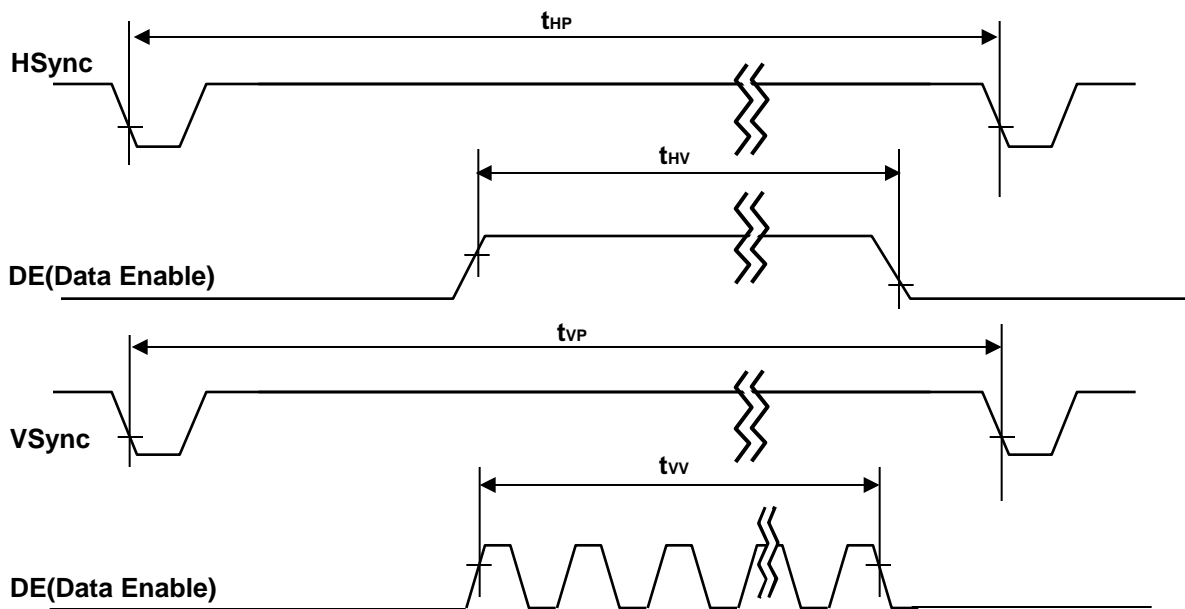 tHP
HSync
tHV
DE(Data Enable)
tVP
VSync
tVV
DE(Data Enable)